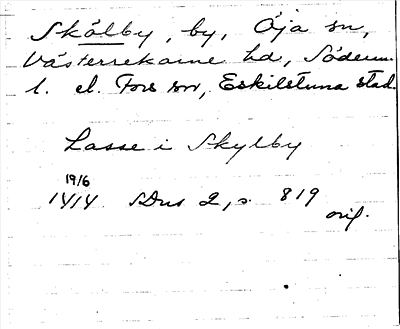 Skålby, by, Öja sn,
Västerrekarne hd, Söderm.
l. el. Fors sn, Eskilstuna stad.
Lasse i Skylby
19/6
1414 SDns 2, s. 819
orig.